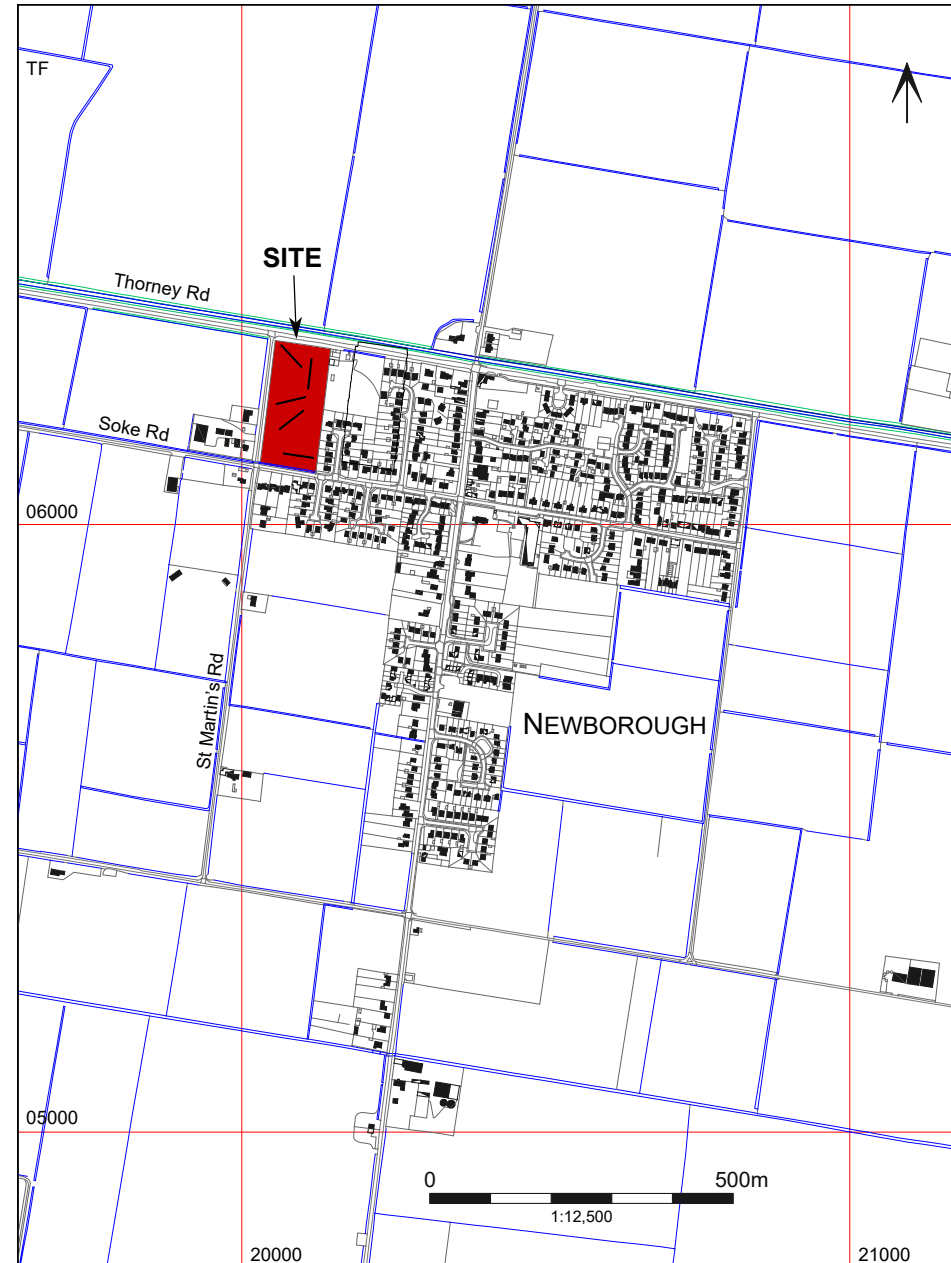 TF
SITE
Thorney Rd
Soke Rd
06000
St Martin's Rd
NEWBOROUGH
05000
0 500m
1:12,500
20000 21000